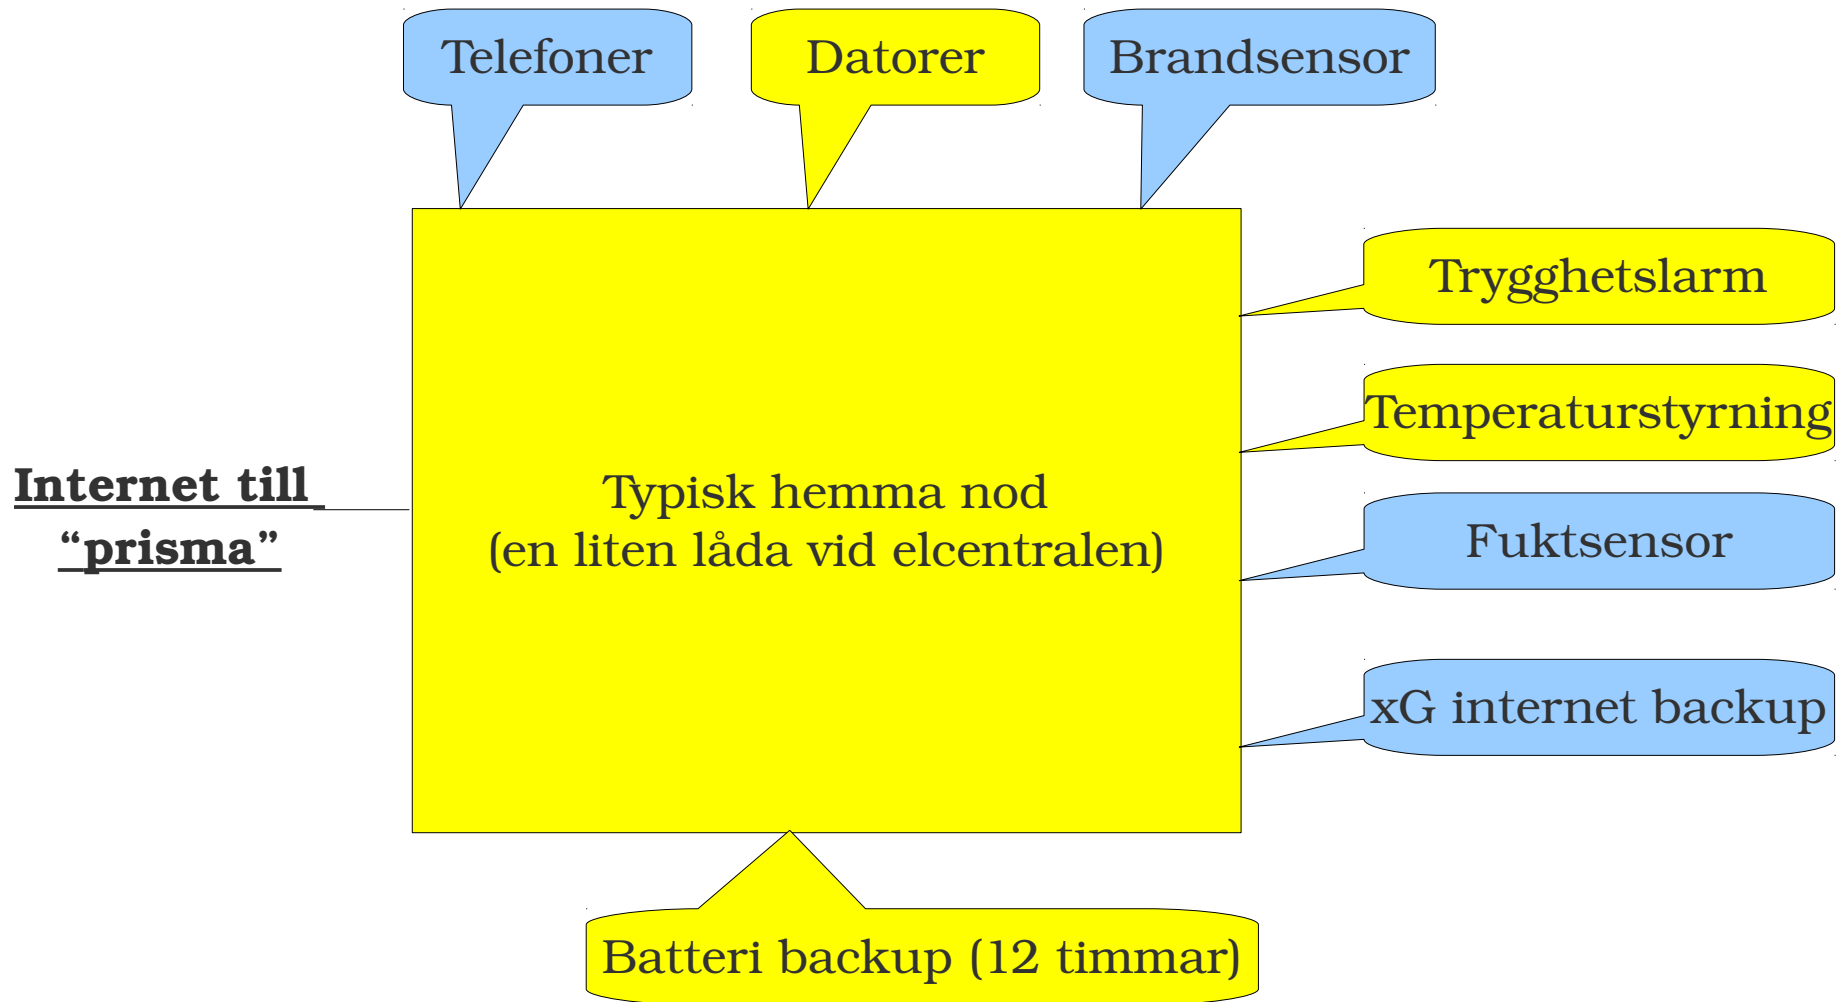 Telefoner
Datorer
Brandsensor
Trygghetslarm
Temperaturstyrning
Internet till
“prisma”
Typisk hemma nod
(en liten låda vid elcentralen)
Fuktsensor
xG internet backup
Batteri backup (12 timmar)